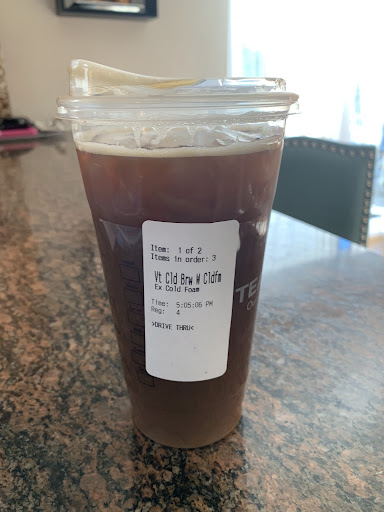 Item: 1 of 2
Items in order: 3
Vt Cld Brw W Cldfm
Ex Cold Foam
Time: 5:05:06 PM
Reg: 4
>DRIVE THRU<